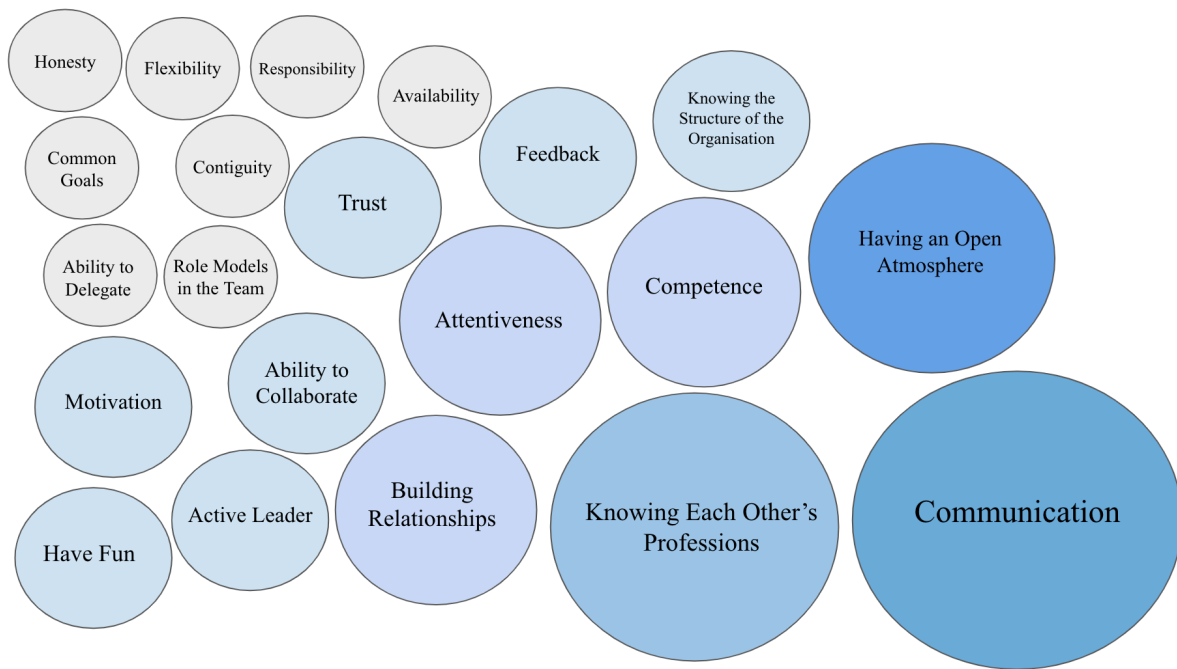 Honesty
Flexibility
Responsibility
Availability
Feedback
Knowing the
Structure of the
Organisation
Common
Goals
Contiguity
Trust
Having an Open
Atmosphere
Ability to
Delegate
Role Models
in the Team
Attentiveness
Competence
Motivation
Ability to
Collaborate
Building
Relationships
Knowing Each Other’s
Professions
Communication
Have Fun
Active Leader